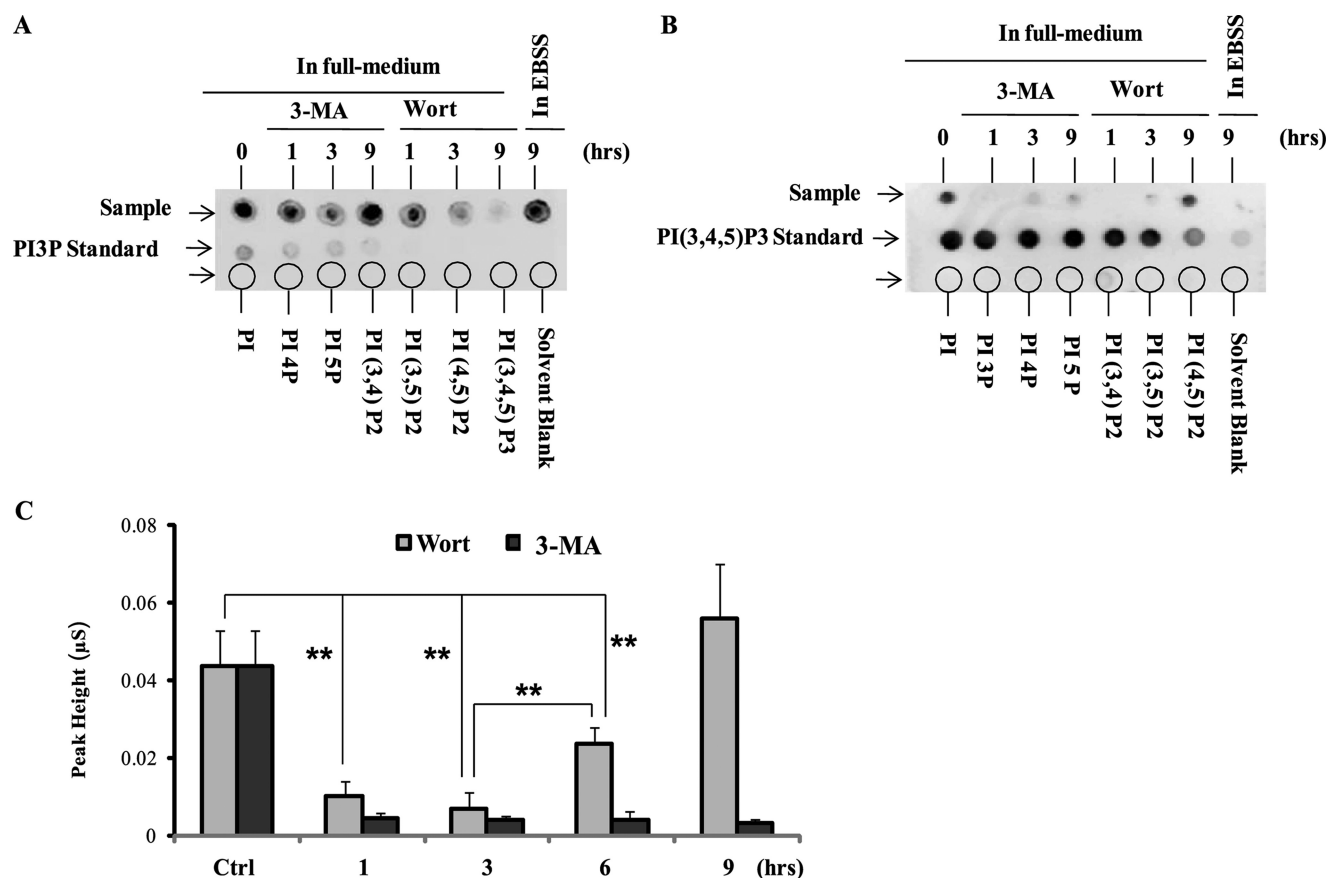 A
In full-medium
In EBSS
3-MA Wort
0 1 3 9 1 3 9 9 (hrs)
Sample
PI3P Standard
PI
PI 4P
PI 5P
PI (3,4) P2
PI (3,5) P2
PI (4,5) P2
PI (3,4,5) P3
Solvent Blank
B
In full-medium
In EBSS
3-MA Wort
0 1 3 9 1 3 9 9 (hrs)
Sample
PI(3,4,5)P3 Standard
PI
PI 3P
PI 4P
PI 5 P
PI (3,4) P2
PI (3,5) P2
PI (4,5) P2
Solvent Blank
C
Peak Height (μS)
0.08
0.06
0.04
0.02
0
Wort 3-MA
** ** ** **
Ctrl 1 3 6 9 (hrs)